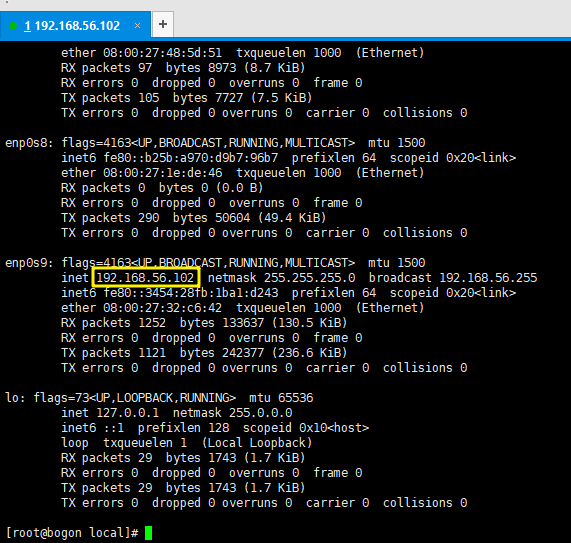 1 192.168.56.102 × +
ether 08:00:27:48:5d:51 txqueuelen 1000 (Ethernet)
RX packets 97 bytes 8973 (8.7 KiB)
RX errors 0 dropped 0 overruns 0 frame 0
TX packets 105 bytes 7727 (7.5 KiB)
TX errors 0 dropped 0 overruns 0 carrier 0 collisions 0
enp0s8: flags=4163<UP,BROADCAST,RUNNING,MULTICAST> mtu 1500
inet6 fe80::b25b:a970:d9b7:96b7 prefixlen 64 scopeid 0x20<link>
ether 08:00:27:1e:de:46 txqueuelen 1000 (Ethernet)
RX packets 0 bytes 0 (0.0 B)
RX errors 0 dropped 0 overruns 0 frame 0
TX packets 290 bytes 50604 (49.4 KiB)
TX errors 0 dropped 0 overruns 0 carrier 0 collisions 0
enp0s9: flags=4163<UP,BROADCAST,RUNNING,MULTICAST> mtu 1500
inet 192.168.56.102 netmask 255.255.255.0 broadcast 192.168.56.255
inet6 fe80::3454:28fb:1ba1:d243 prefixlen 64 scopeid 0x20<link>
ether 08:00:27:32:c6:42 txqueuelen 1000 (Ethernet)
RX packets 1252 bytes 133637 (130.5 KiB)
RX errors 0 dropped 0 overruns 0 frame 0
TX packets 1121 bytes 242377 (236.6 KiB)
TX errors 0 dropped 0 overruns 0 carrier 0 collisions 0
lo: flags=73<UP,LOOPBACK,RUNNING> mtu 65536
inet 127.0.0.1 netmask 255.0.0.0
inet6 ::1 prefixlen 128 scopeid 0x10<host>
loop txqueuelen 1 (Local Loopback)
RX packets 29 bytes 1743 (1.7 KiB)
RX errors 0 dropped 0 overruns 0 frame 0
TX packets 29 bytes 1743 (1.7 KiB)
TX errors 0 dropped 0 overruns 0 carrier 0 collisions 0
[root@bogon local]#